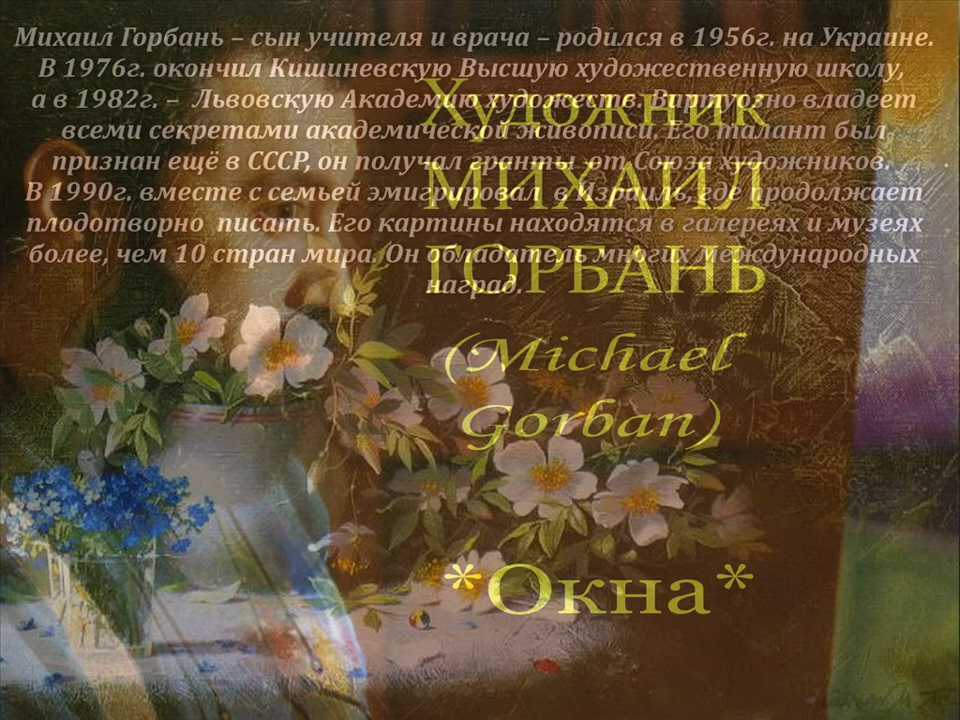 Михаил Горбань – сын учителя и врача – родился в 1956г. на Украине.
В 1976г. окончил Кишиневскую Высшую художественную школу,
а в 1982г. – Львовскую Академию художеств. Виртуозно владеет
всеми секретами академической живописи. Его талант был
признан ещё в СССР, он получал гранты от Союза художников.
В 1990г. вместе с семьей эмигрировал в Израиль, где продолжает
плодотворно писать. Его картины находятся в галереях и музеях
более, чем 10 стран мира. Он обладатель многих международных
наград.
Художник
МИХАИЛ
ГОРБАНЬ
(Michael
Gorban)
*Окна*